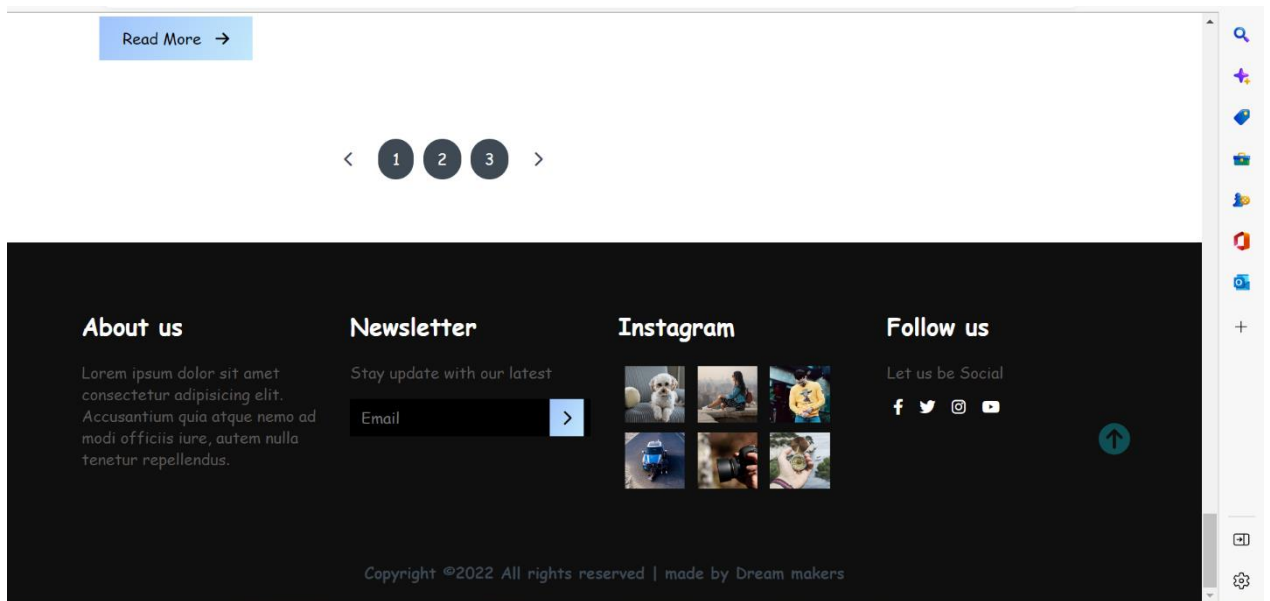 Read More
1 2 3
About us
Lorem ipsum dolor sit amet
consectetur adipisicing elit.
Accusantium quia atque nemo ad
modi officiis iure, autem nulla
tenetur repellendus.
Newsletter
Stay update with our latest
Email
Instagram
Follow us
Let us be Social
Copyright ©2022 All rights reserved | made by Dream makers